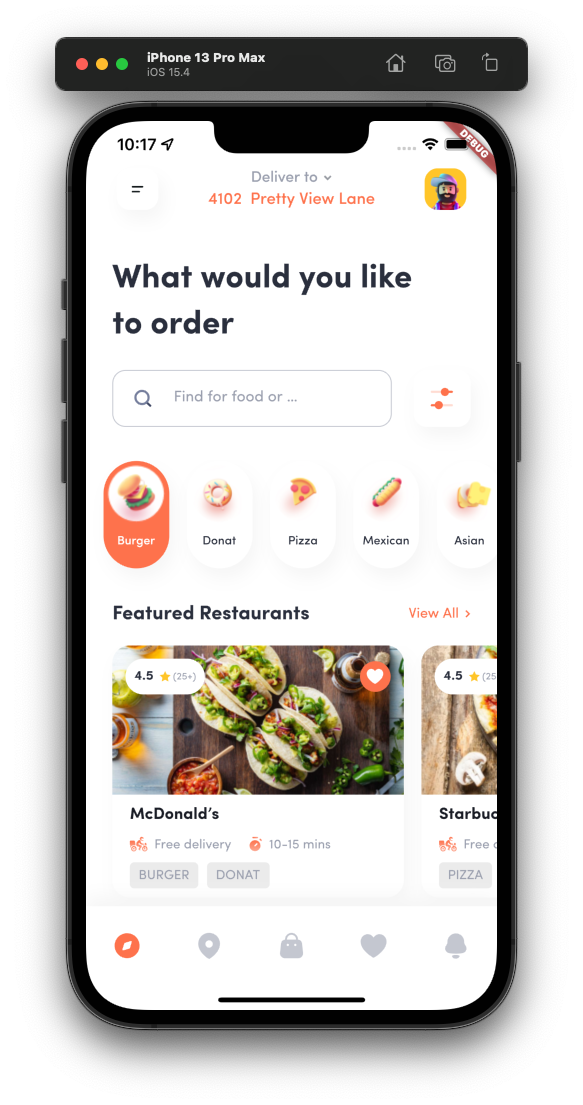 iPhone 13 Pro Max
iOS 15.4
10:17
DEBUG
Deliver to
4102 Pretty View Lane
What would you like
to order
Find for food or ...
Burger
Donat
Pizza
Mexican
Asian
Featured Restaurants
View All
4.5 (25+)
4.5 (25
McDonald's
Starbuc
Free delivery
10-15 mins
Free
BURGER
DONAT
PIZZA